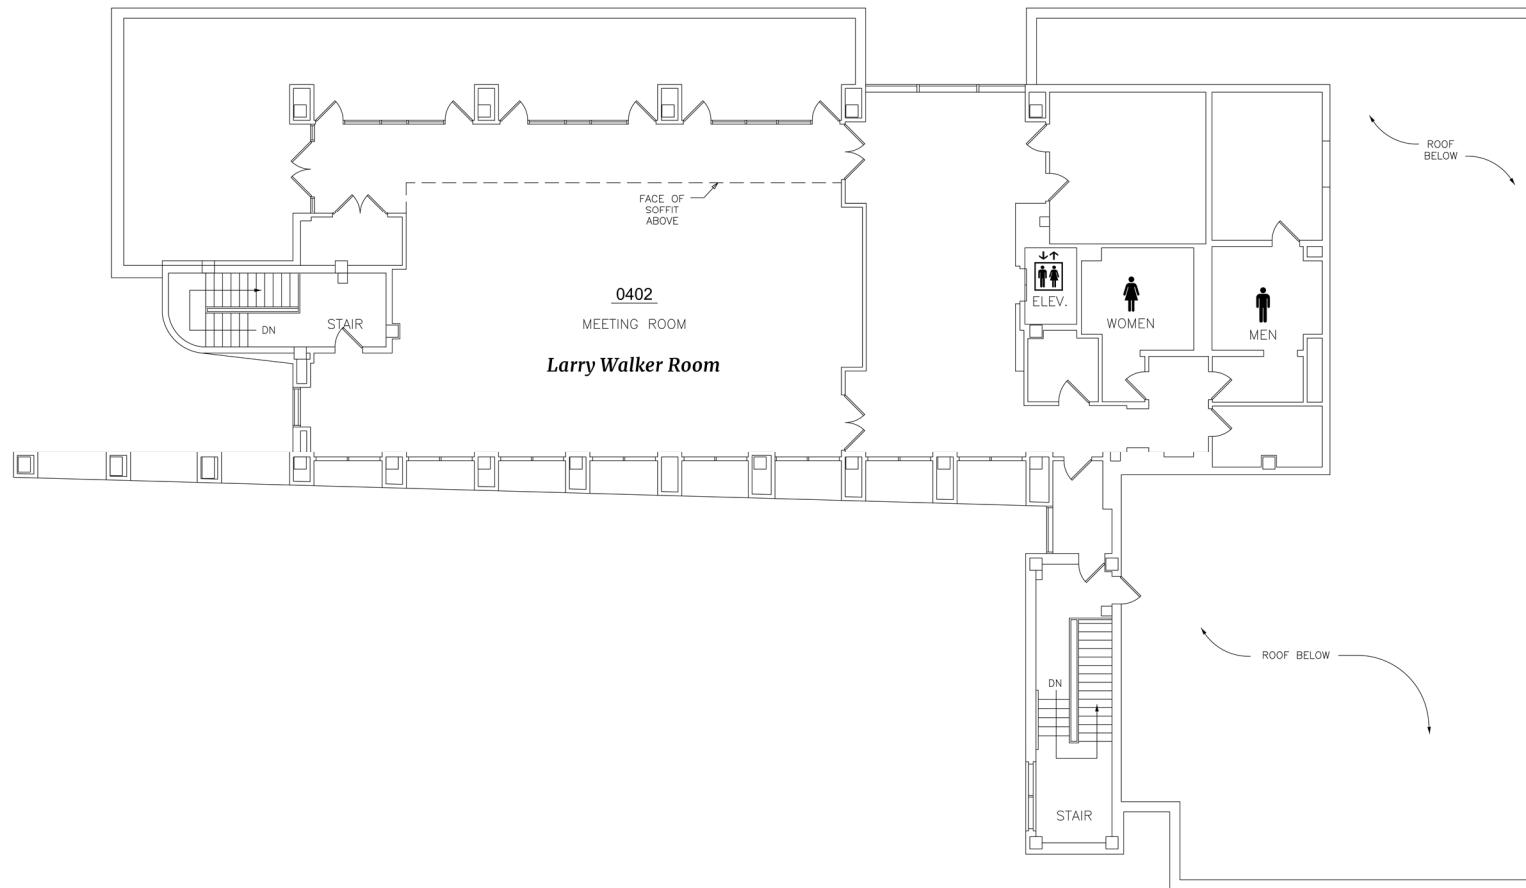 ROOF
BELOW
FACE OF
SOFFIT
ABOVE
0402
MEETING ROOM
Larry Walker Room
DN
STAIR
ELEV.
WOMEN
MEN
ROOF BELOW
DN
STAIR